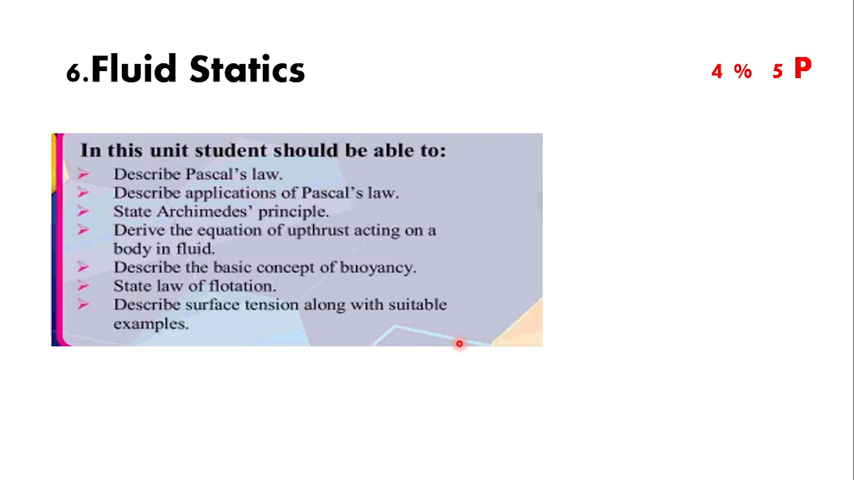 6.Fluid Statics
4 % 5 P
In this unit student should be able to:
Describe Pascal's law.
Describe applications of Pascal's law.
State Archimedes' principle.
Derive the equation of upthrust acting on a
body in fluid.
Describe the basic concept of buoyancy.
State law of flotation.
Describe surface tension along with suitable
examples.